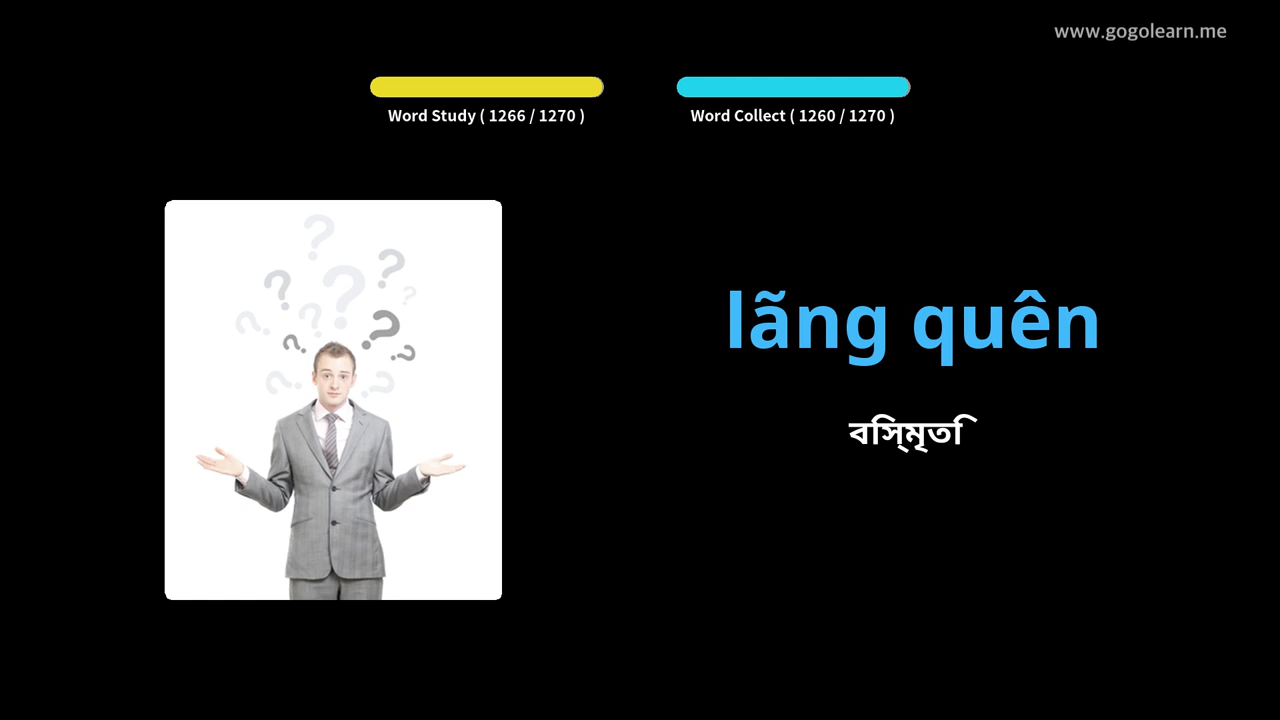 www.gogolearn.me
Word Study ( 1266 / 1270 )
Word Collect ( 1260 / 1270 )
lãng quên
বিস্মৃতি